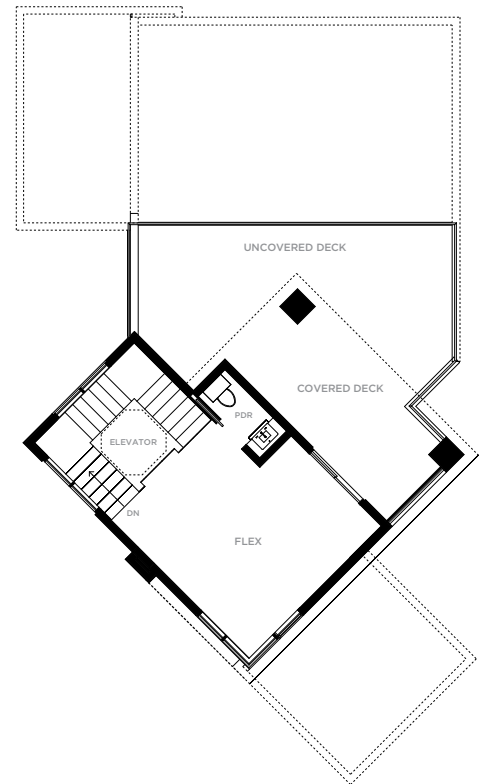 UNCOVERED DECK
COVERED DECK
PDR
ELEVATOR
DN
FLEX